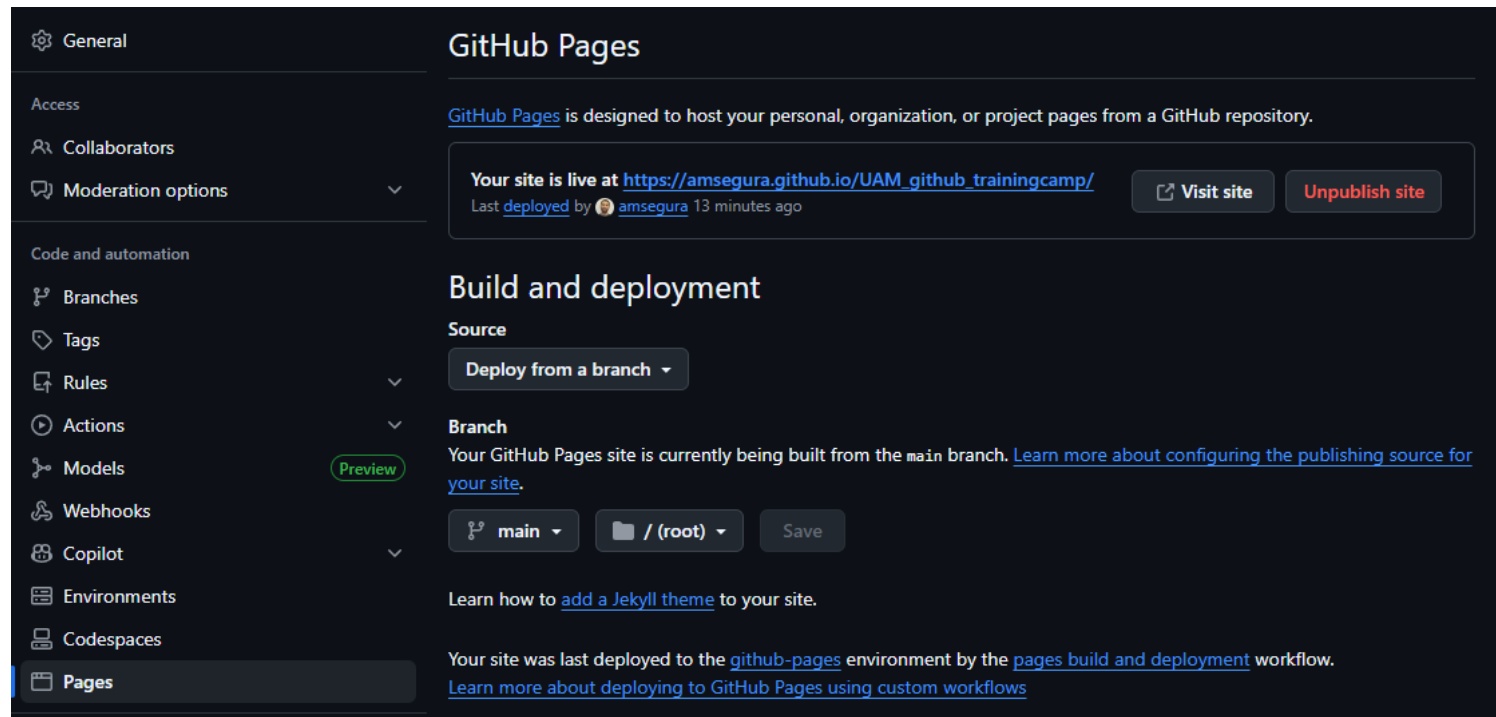 General
Access
Collaborators
Moderation options
Code and automation
Branches
Tags
Rules
Actions
Models
Preview
Webhooks
Copilot
Environments
Codespaces
Pages
GitHub Pages
GitHub Pages is designed to host your personal, organization, or project pages from a GitHub repository.
Your site is live at https://amsegura.github.io/UAM_github_trainingcamp/
Last deployed by amsegura 13 minutes ago
Visit site
Unpublish site
Build and deployment
Source
Deploy from a branch
Branch
Your GitHub Pages site is currently being built from the main branch. Learn more about configuring the publishing source for
your site.
main
/ (root)
Save
Learn how to add a Jekyll theme to your site.
Your site was last deployed to the github-pages environment by the pages build and deployment workflow.
Learn more about deploying to GitHub Pages using custom workflows